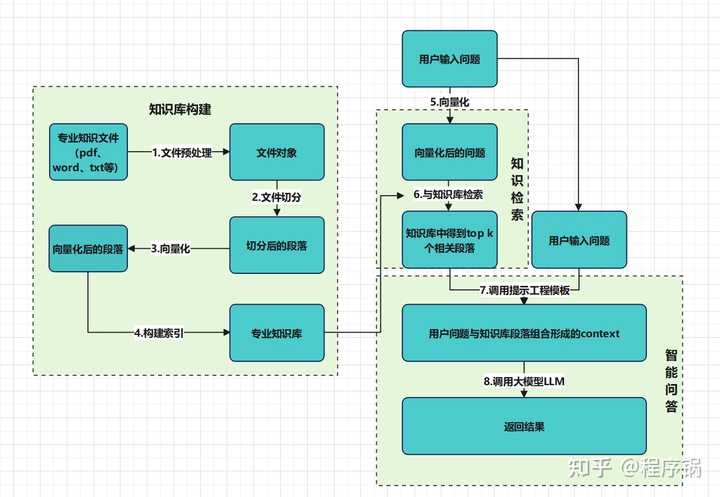 用户输入问题
5.向量化
知识库构建
专业知识文件
（pdf、
word、txt等）
1.文件预处理
文件对象
2.文件切分
向量化后的段落
3.向量化
切分后的段落
4.构建索引
专业知识库
向量化后的问题
6.与知识库检索
知识库中得到top k
个相关段落
知识检索
用户输入问题
7.调用提示工程模板
用户问题与知识库段落组合形成的context
8.调用大模型LLM
返回结果
智能问答
知乎 @程序锅